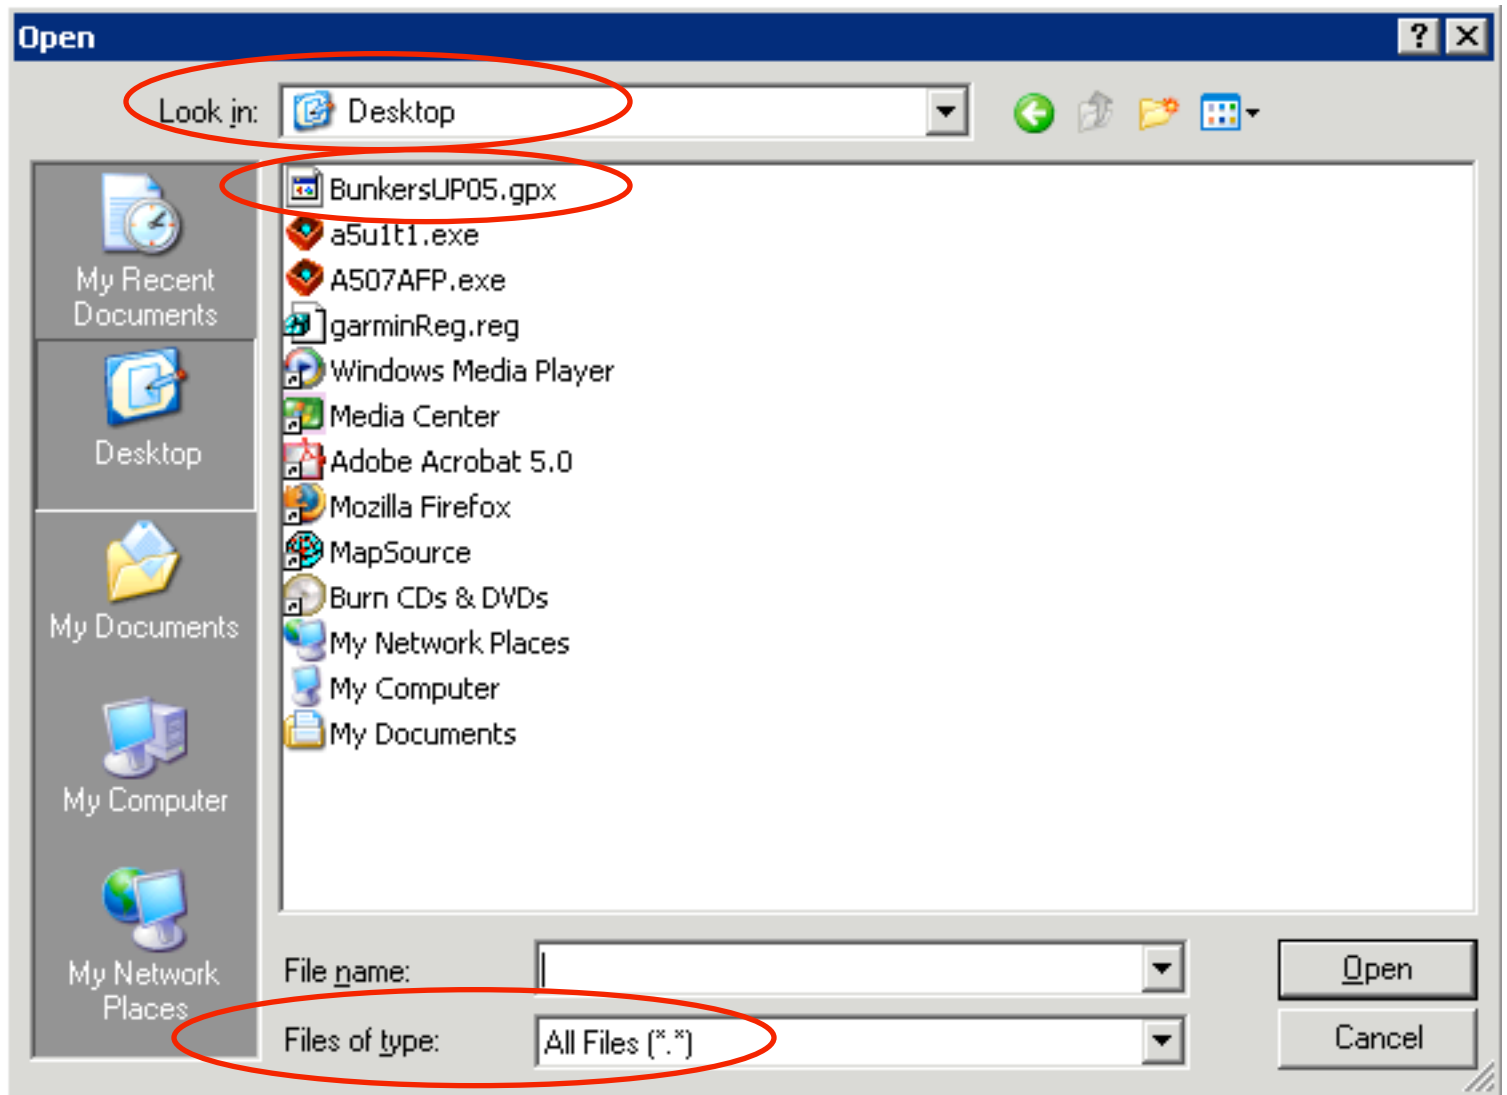 Open
Look in: Desktop
My Recent
Documents
Desktop
My Documents
My Computer
My Network
Places
BunkersUP05.gpx
a5u1t1.exe
A507AFP.exe
garminReg.reg
Windows Media Player
Media Center
Adobe Acrobat 5.0
Mozilla Firefox
MapSource
Burn CDs & DVDs
My Network Places
My Computer
My Documents
File name:
Open
Files of type: All Files (*.*)
Cancel